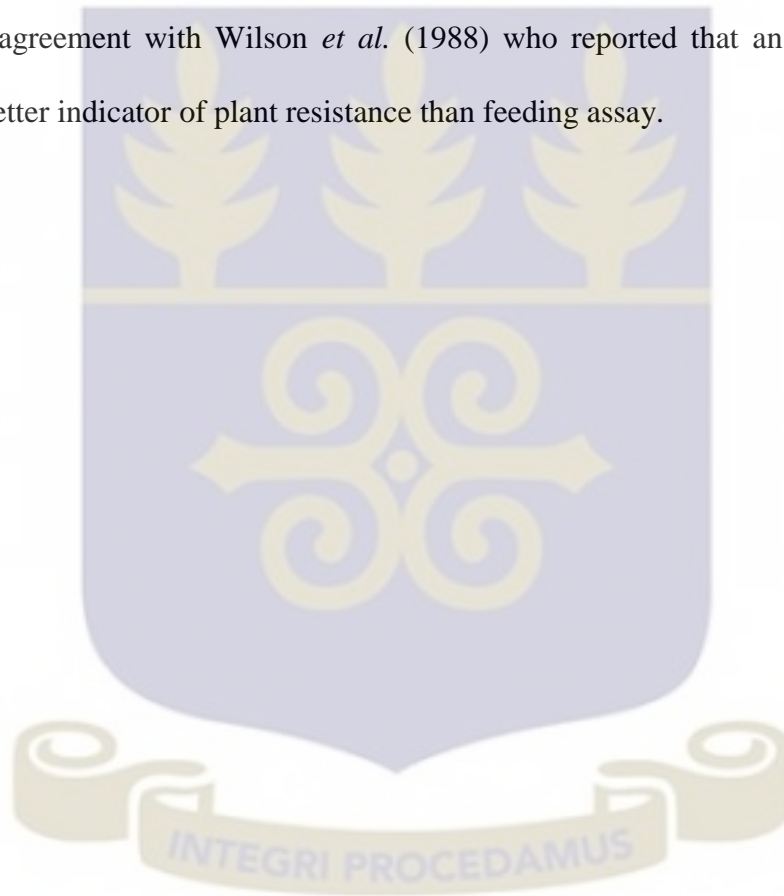 agreement with Wilson et al. (1988) who reported that an
etter indicator of plant resistance than feeding assay.
INTEGRI PROCEDAMUS